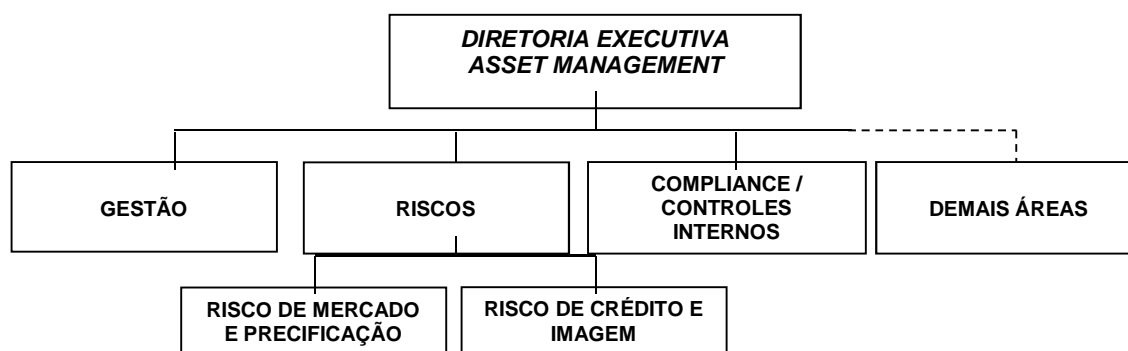 DIRETORIA EXECUTIVA
ASSET MANAGEMENT
GESTÃO
RISCOS
COMPLIANCE /
CONTROLES
INTERNOS
DEMAIS ÁREAS
RISCO DE MERCADO
E PRECIFICAÇÃO
RISCO DE CRÉDITO E
IMAGEM